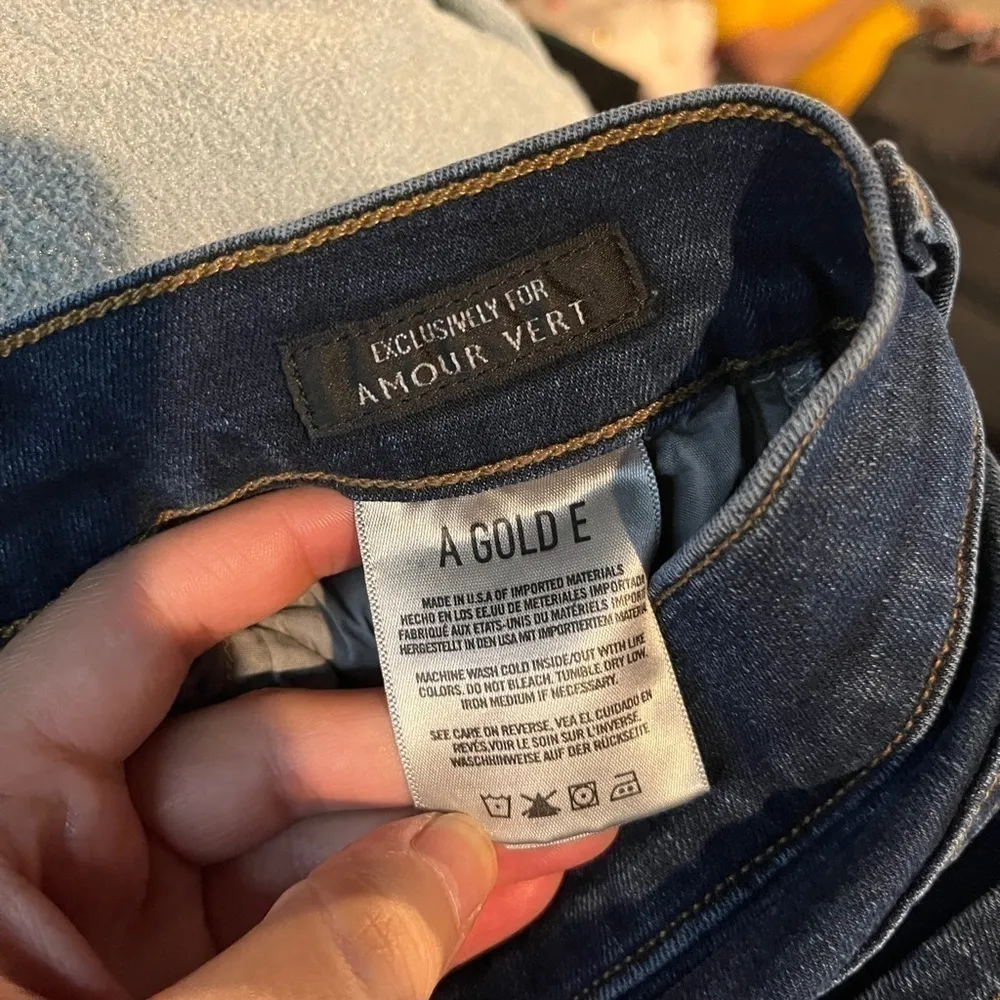 EXCLUSIVELY FOR
AMOUR VERT
A GOLD E
MADE IN U.S.A OF IMPORTED MATERIALS
HECHO EN LOS EE.UU DE METERIALES IMPORTADA
FABRIQUÉ AUX ETATS-UNIS DU MATÉRIELS IMPORT
HERGESTELLT IN DEN USA MIT IMPORTIERTEM MATERI
MACHINE WASH COLD INSIDE/OUT WITH LIKE
COLORS. DO NOT BLEACH. TUMBLE DRY LOW.
IRON MEDIUM IF NECESSARY.
SEE CARE ON REVERSE. VEA EL CUIDADO EN
REVÉS.VOIR LE SOIN SUR L'INVERSE.
WASCHHINWEISE AUF DER RÜCKSEITE